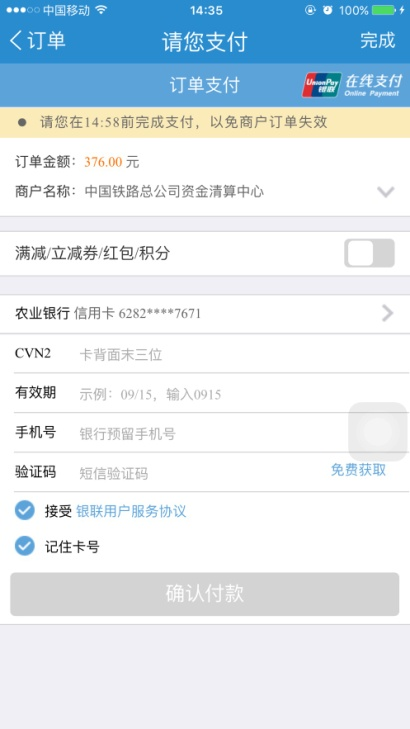 中国移动 14:35 100%
订单 请您支付 完成
订单支付 UnionPay 银联 在线支付 Online Payment
请您在14:58前完成支付，以免商户订单失效
订单金额：376.00 元
商户名称：中国铁路总公司资金清算中心
满减/立减券/红包/积分
农业银行 信用卡 6282****7671
CVN2 卡背面末三位
有效期 示例：09/15，输入0915
手机号 银行预留手机号
验证码 短信验证码 免费获取
接受 银联用户服务协议
记住卡号
确认付款